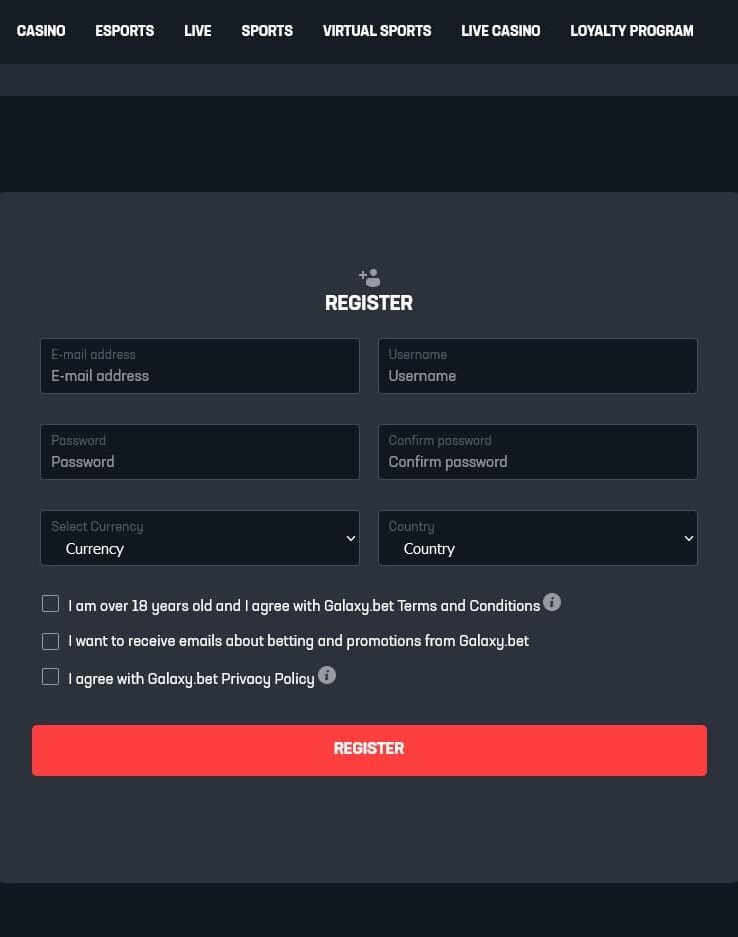 CASINO ESPORTS LIVE SPORTS VIRTUAL SPORTS LIVE CASINO LOYALTY PROGRAM
REGISTER
E-mail address Username
E-mail address Username
Password Confirm password
Password Confirm password
Select Currency Country
Currency Country
I am over 18 years old and I agree with Galaxy.bet Terms and Conditions i
I want to receive emails about betting and promotions from Galaxy.bet
I agree with Galaxy.bet Privacy Policy i
REGISTER